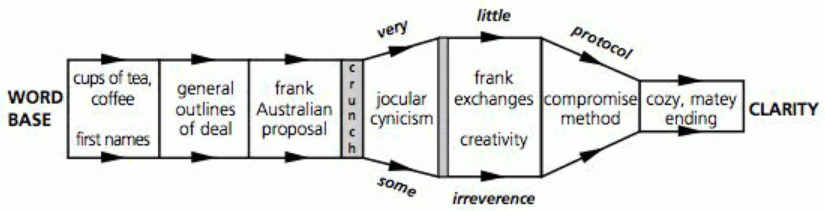 WORD
BASE
cups of tea,
coffee
first names
general
outlines
of deal
frank
Australian
proposal
crunch
very
jocular
cynicism
some
little
frank
exchanges
creativity
irreverence
protocol
compromise
method
cozy, matey
ending
CLARITY